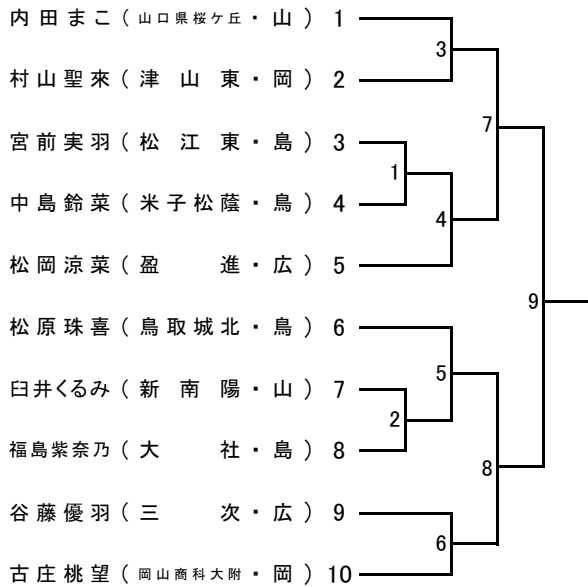 内田まこ(山口県桜ケ丘・山) 1
村山聖來(津山東・岡) 2
宮前実羽(松江東・島) 3
中島鈴菜(米子松蔭・鳥) 4
松岡涼菜(盈進・広) 5
松原珠喜(鳥取城北・鳥) 6
臼井くるみ(新南陽・山) 7
福島紫奈乃(大社・島) 8
谷藤優羽(三次・広) 9
古庄桃望(岡山商科大附・岡) 10
3
7
1
4
9
5
2
8
6